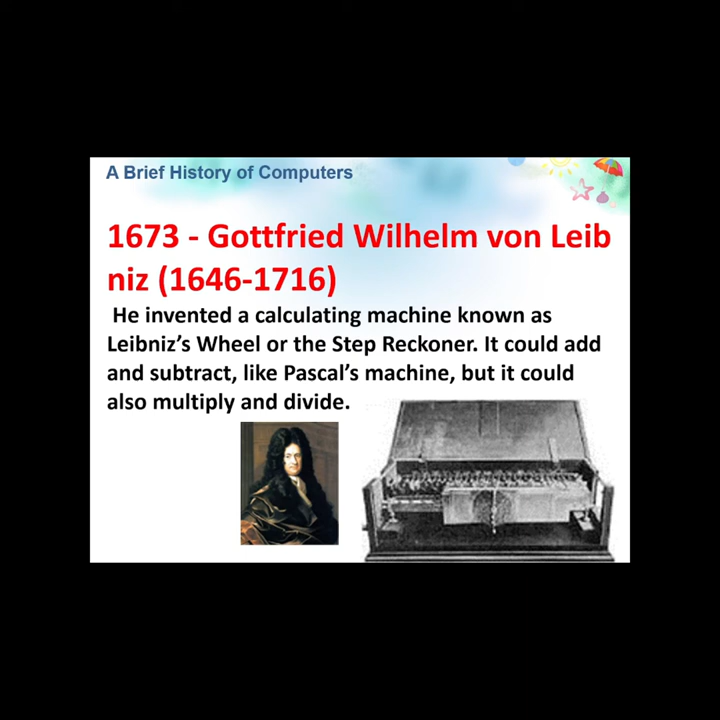 A Brief History of Computers
1673 - Gottfried Wilhelm von Leib
niz (1646-1716)
He invented a calculating machine known as
Leibniz’s Wheel or the Step Reckoner. It could add
and subtract, like Pascal’s machine, but it could
also multiply and divide.